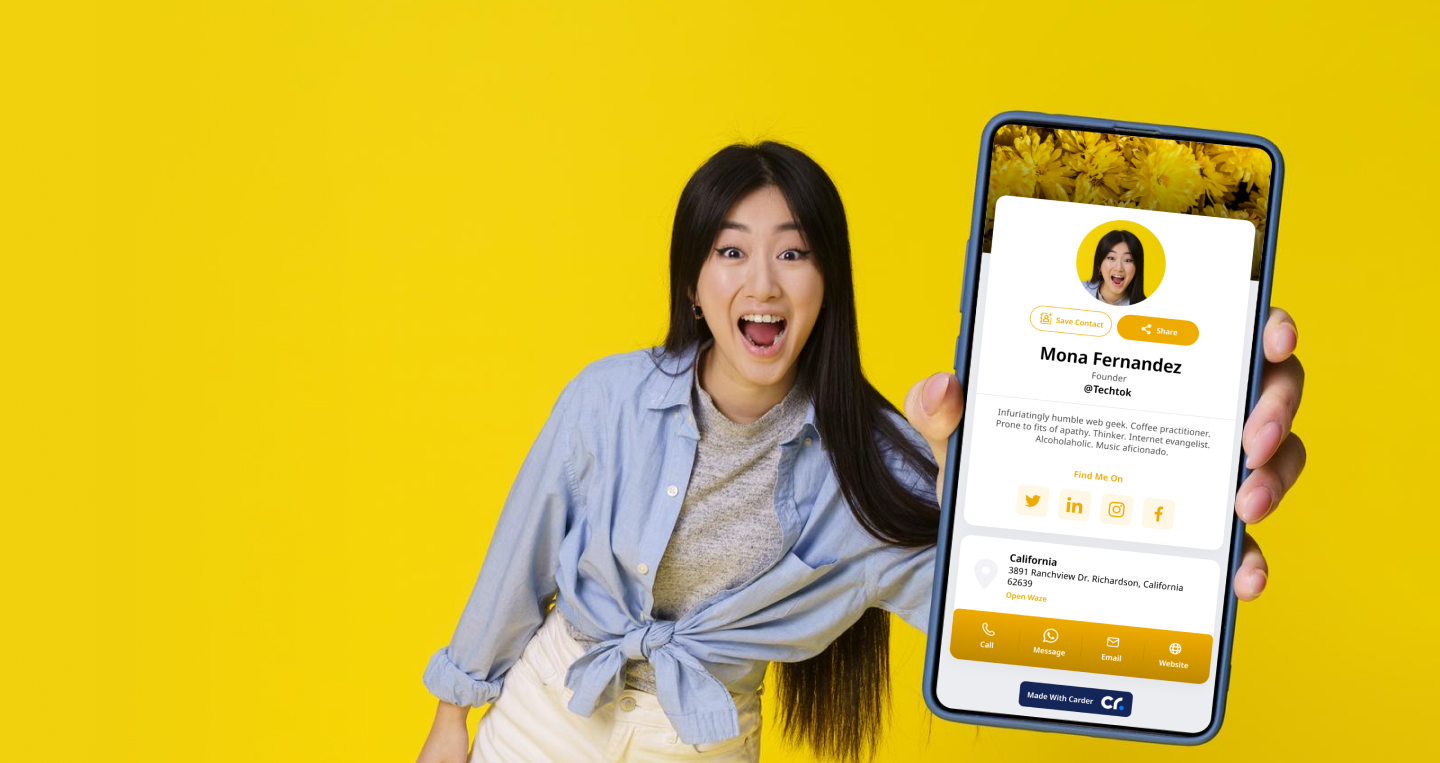 Save Contact
Share
Mona Fernandez
Founder
@Techtok
Infuriatingly humble web geek. Coffee practitioner.
Prone to fits of apathy. Thinker. Internet evangelist.
Alcoholaholic. Music aficionado.
Find Me On
in
California
3891 Ranchview Dr. Richardson, California
62639
Open Waze
Call
Message
Email
Website
Made With Carder
cr.